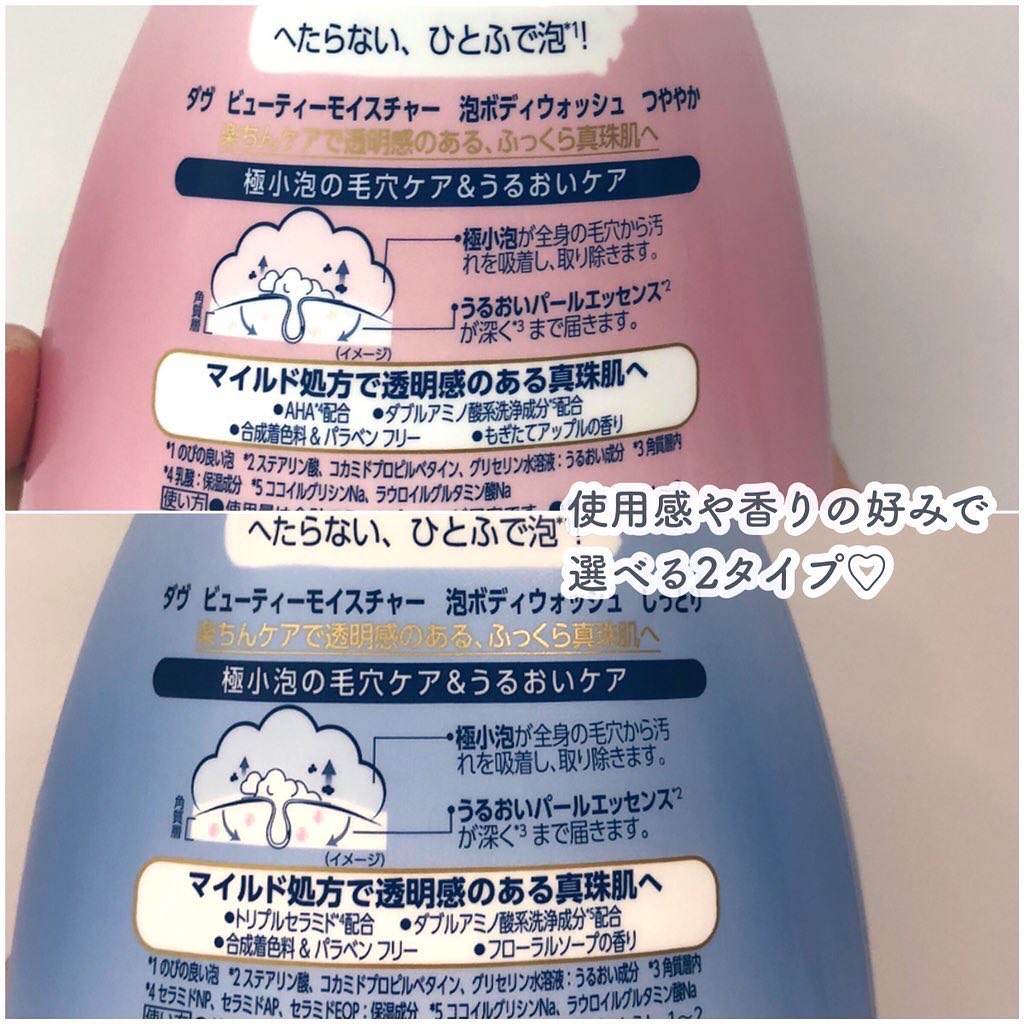 へたらない、ひとふで泡*1!
ダヴ ビューティーモイスチャー 泡ボディウォッシュ つややか
楽ちんケアで透明感のある、ふっくら真珠肌へ
極小泡の毛穴ケア&うるおいケア
極小泡が全身の毛穴から汚
れを吸着し、取り除きます。
角質層
うるおいパールエッセンス*2
が深く*3 まで届きます。
(イメージ)
マイルド処方で透明感のある真珠肌へ
●AHA*4配合 ●ダブルアミノ酸系洗浄成分*5配合
●合成着色料 & パラベン フリー ●もぎたてアップルの香り
*1 のびの良い泡 *2 ステアリン酸、コカミドプロピルベタイン、グリセリン水溶液:うるおい成分 *3 角質層内
*4 乳酸:保湿成分 *5 ココイルグリシンNa、ラウロイルグルタミン酸Na
使い方
使用感や香りの好みで
選べる2タイプ♡
へたらない、ひとふで泡
ダヴ ビューティーモイスチャー 泡ボディウォッシュ しっとり
楽ちんケアで透明感のある、ふっくら真珠肌へ
極小泡の毛穴ケア&うるおいケア
極小泡が全身の毛穴から汚
れを吸着し、取り除きます。
角質層
うるおいパールエッセンス*2
が深く*3 まで届きます。
(イメージ)
マイルド処方で透明感のある真珠肌へ
●トリプルセラミド*4配合 ●ダブルアミノ酸系洗浄成分*5配合
●合成着色料 & パラベン フリー ●フローラルソープの香り
*1 のびの良い泡 *2 ステアリン酸、コカミドプロピルベタイン、グリセリン水溶液:うるおい成分 *3 角質層内
*4 セラミドNP、セラミドAP、セラミドEOP:保湿成分 *5 ココイルグリシンNa、ラウロイルグルタミン酸Na
使い方